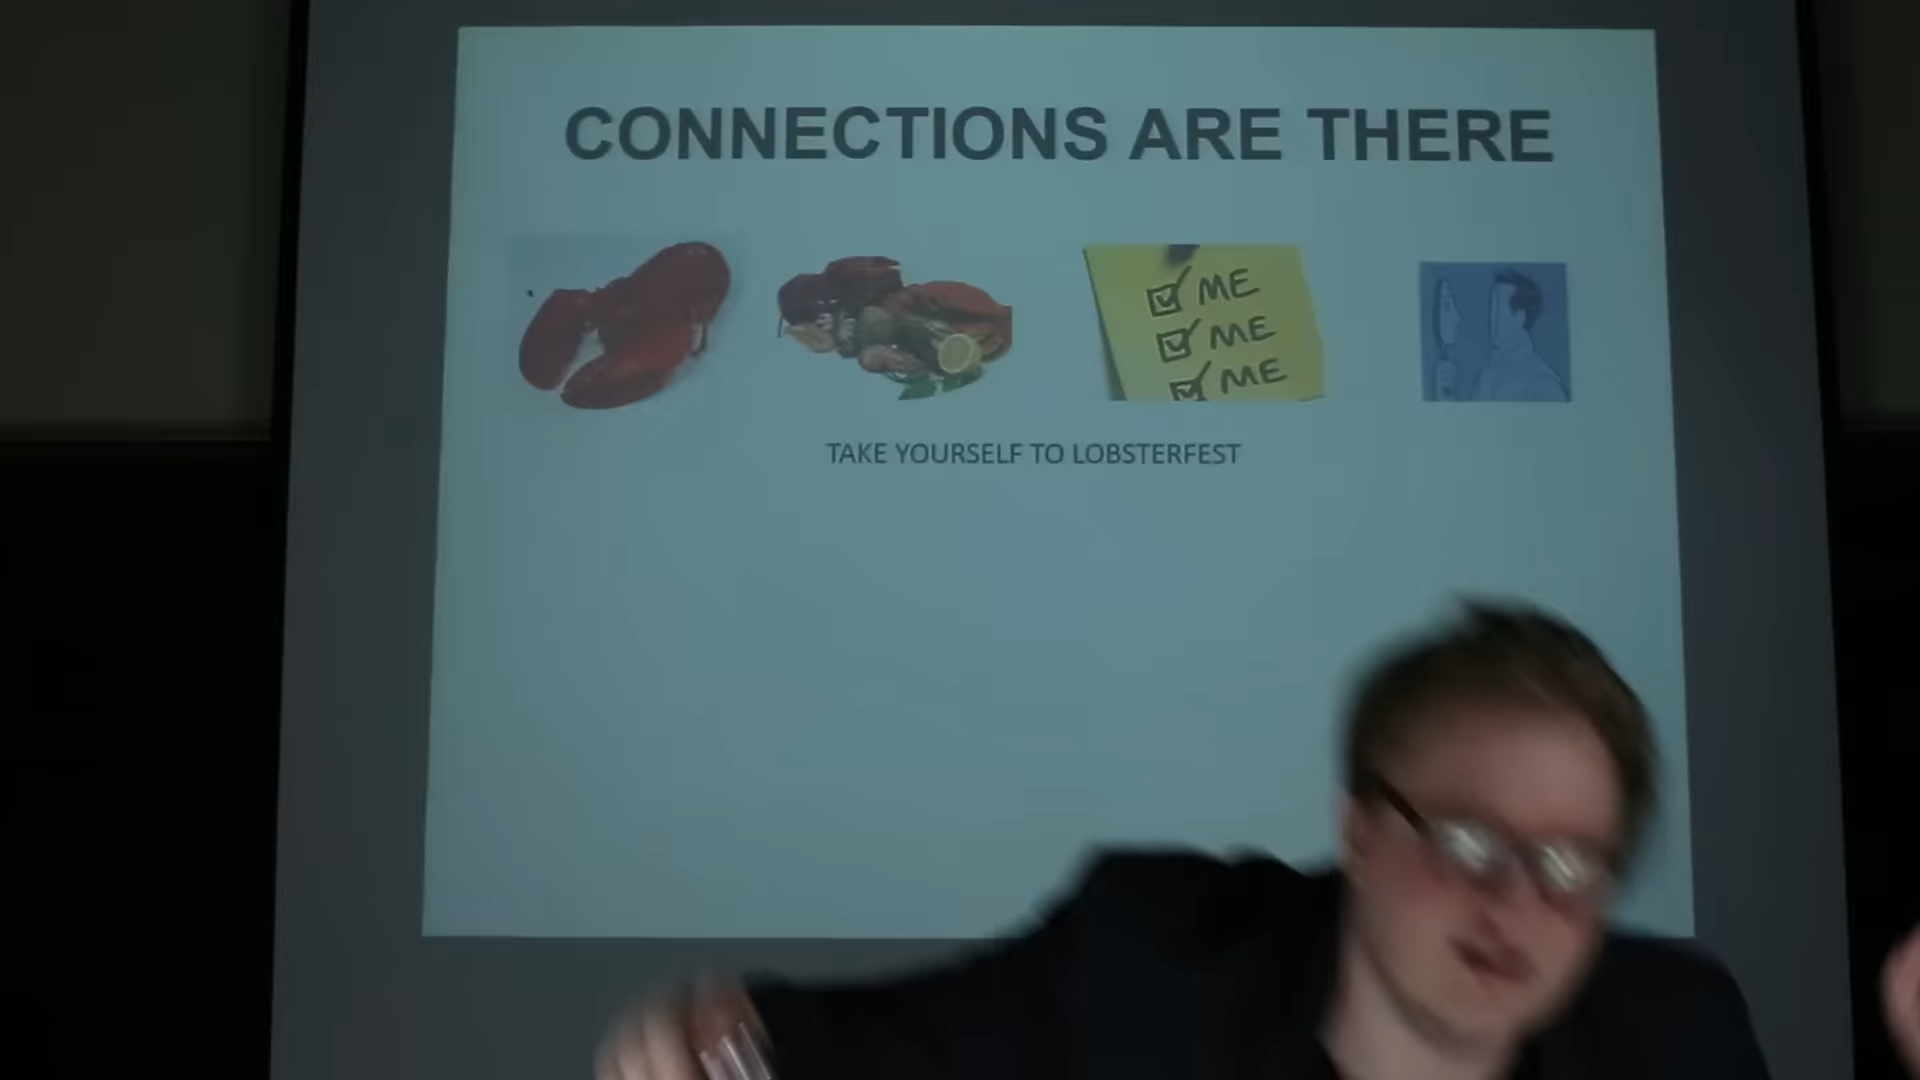 CONNECTIONS ARE THERE
ME
ME
ME
TAKE YOURSELF TO LOBSTERFEST